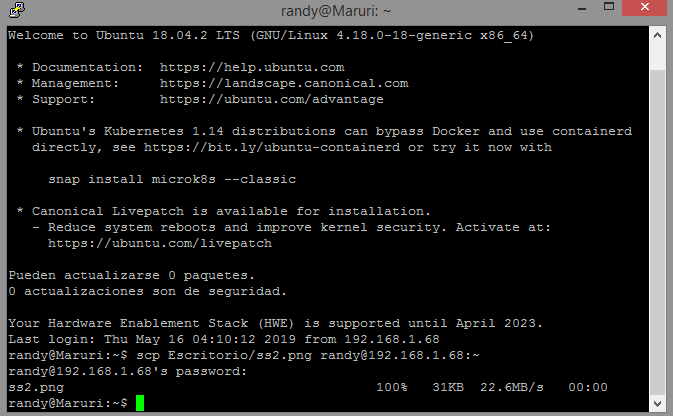 randy@Maruri: ~
Welcome to Ubuntu 18.04.2 LTS (GNU/Linux 4.18.0-18-generic x86_64)
* Documentation:  https://help.ubuntu.com
* Management:     https://landscape.canonical.com
* Support:        https://ubuntu.com/advantage
* Ubuntu's Kubernetes 1.14 distributions can bypass Docker and use containerd
directly, see https://bit.ly/ubuntu-containerd or try it now with
snap install microk8s --classic
* Canonical Livepatch is available for installation.
- Reduce system reboots and improve kernel security. Activate at:
https://ubuntu.com/livepatch
Pueden actualizarse 0 paquetes.
0 actualizaciones son de seguridad.
Your Hardware Enablement Stack (HWE) is supported until April 2023.
Last login: Thu May 16 04:10:12 2019 from 192.168.1.68
randy@Maruri:~$ scp Escritorio/ss2.png randy@192.168.1.68:~
randy@192.168.1.68's password:
ss2.png                                       100%   31KB  22.6MB/s   00:00
randy@Maruri:~$